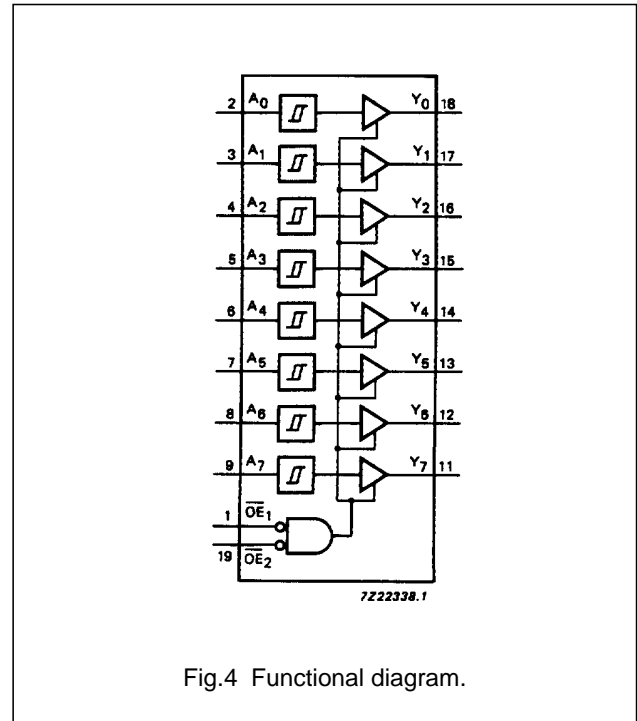 2 A0 Y0 18
3 A1 Y1 17
4 A2 Y2 16
5 A3 Y3 15
6 A4 Y4 14
7 A5 Y5 13
8 A6 Y6 12
9 A7 Y7 11
1 OE1
19 OE2
7Z22338.1
Fig.4 Functional diagram.